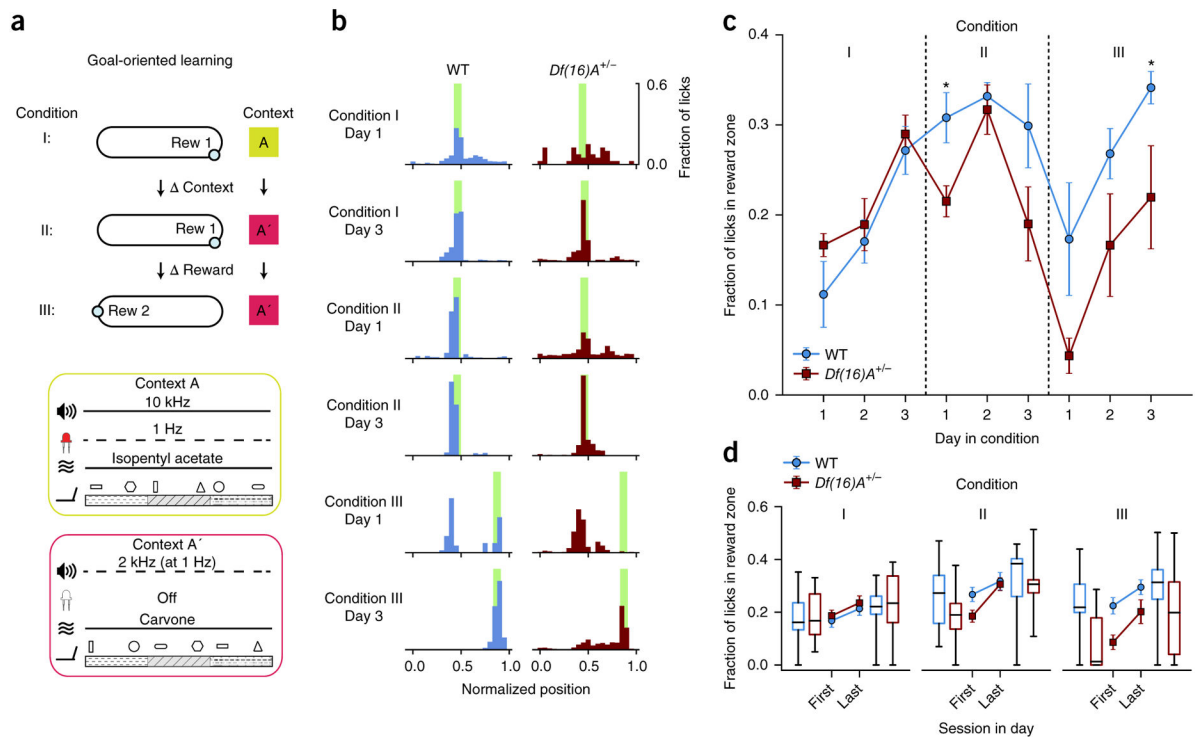 a
Goal-oriented learning
Condition
Context
I:
Rew 1
A
Δ Context
II:
Rew 1
A´
Δ Reward
III:
Rew 2
A´
Context A
10 kHz
1 Hz
Isopentyl acetate
Context A´
2 kHz (at 1 Hz)
Off
Carvone
b
WT
Df(16)A+/–
0.6
0.0
Fraction of licks
Condition I
Day 1
Condition I
Day 3
Condition II
Day 1
Condition II
Day 3
Condition III
Day 1
Condition III
Day 3
0.0 0.5 1.0 0.0 0.5 1.0
Normalized position
c
Condition
I II III
0.4
0.3
0.2
0.1
0.0
Fraction of licks in reward zone
*
*
WT
Df(16)A+/–
1 2 3 1 2 3 1 2 3
Day in condition
d
WT
Df(16)A+/–
Condition
I II III
0.6
0.4
0.2
0.0
Fraction of licks in reward zone
First Last First Last First Last
Session in day